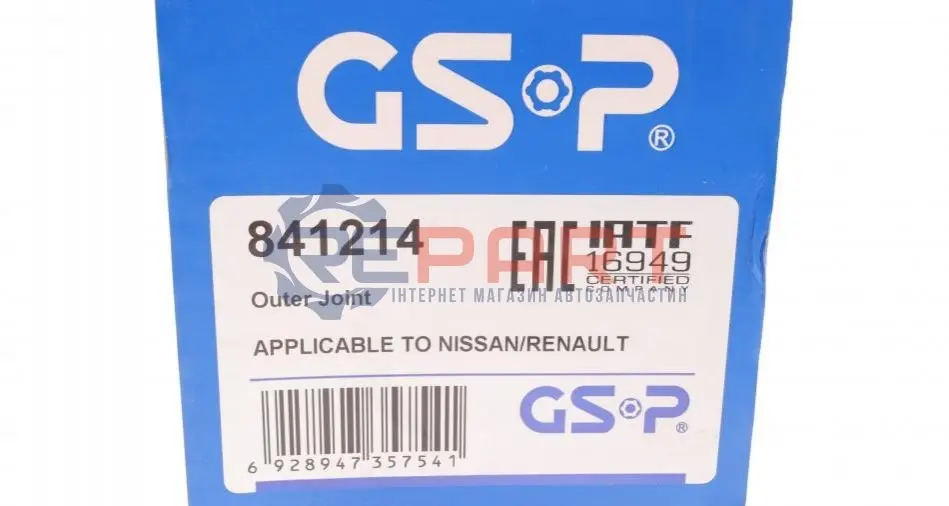 GSP®
841214
EAC
IATF
16949
CERTIFIED
COMPANY
REPART
ІНТЕРНЕТ МАГАЗИН АВТОЗАПЧАСТИН
Outer Joint
APPLICABLE TO NISSAN/RENAULT
GSP®
6 928947 357541